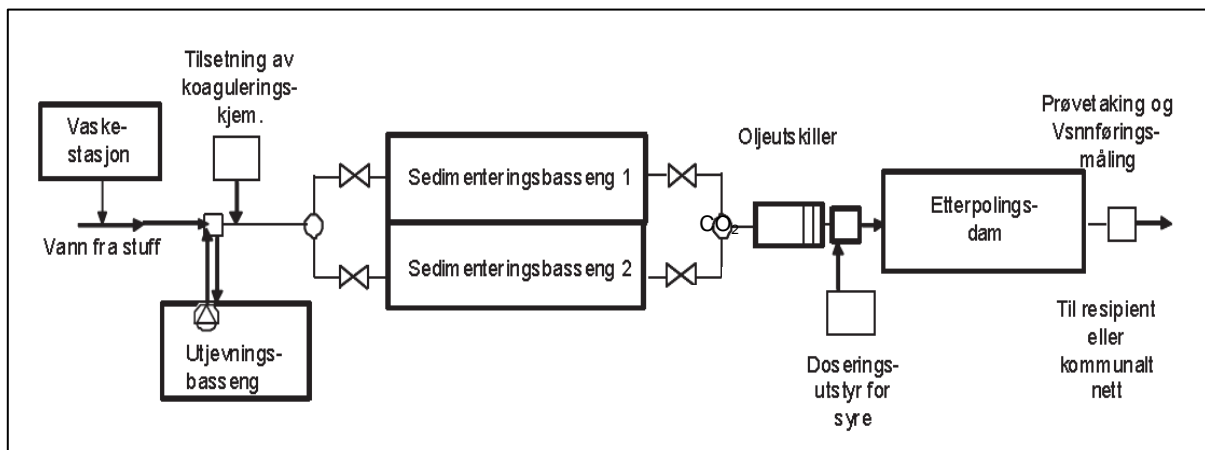 Tilsetning av
koagulerings-
kjem.
Vaske-
stasjon
Vann fra stuff
Utjevnings-
basseng
Sedimenteringsbasseng 1
Sedimenteringsbasseng 2
CO₂
Oljeutskiller
Doserings-
utstyr for
syre
Etterpolings-
dam
Prøvetaking og
Vsnnførings-
måling
Til resipient
eller
kommunalt
nett